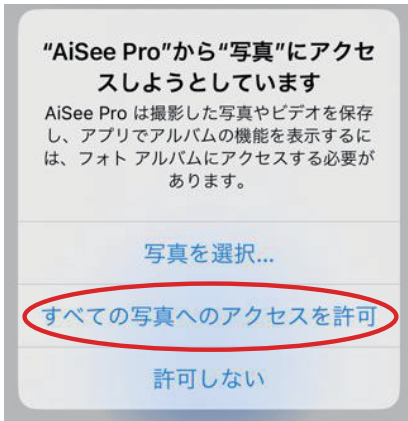 “AiSee Pro”から“写真”にアクセ
スしようとしています
AiSee Pro は撮影した写真やビデオを保存
し、アプリでアルバムの機能を表示するに
は、フォト アルバムにアクセスする必要が
あります。
写真を選択...
すべての写真へのアクセスを許可
許可しない